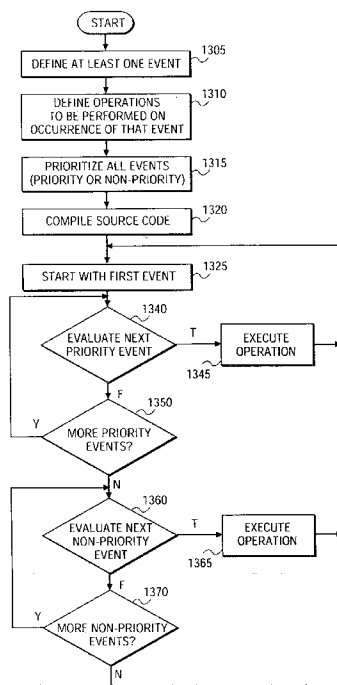 START
DEFINE AT LEAST ONE EVENT
1305
DEFINE OPERATIONS
TO BE PERFORMED ON
OCCURRENCE OF THAT EVENT
1310
PRIORITIZE ALL EVENTS
(PRIORITY OR NON-PRIORITY)
1315
COMPILE SOURCE CODE
1320
START WITH FIRST EVENT
1325
1340
EVALUATE NEXT
PRIORITY EVENT
T
EXECUTE
OPERATION
1345
F
1350
Y
MORE PRIORITY
EVENTS?
N
1360
EVALUATE NEXT
NON-PRIORITY
EVENT
T
EXECUTE
OPERATION
1365
F
1370
Y
MORE NON-PRIORITY
EVENTS?
N